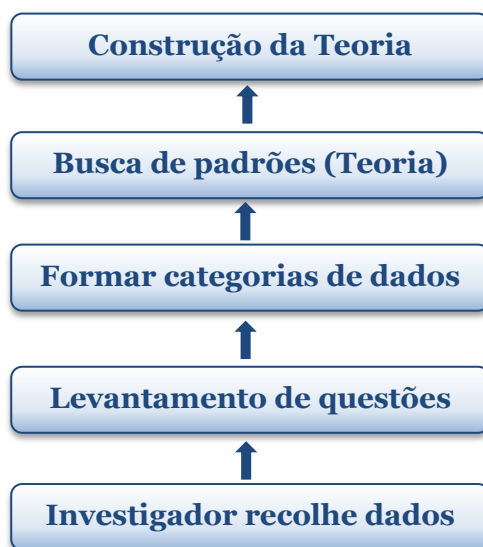 Construção da Teoria
Busca de padrões (Teoria)
Formar categorias de dados
Levantamento de questões
Investigador recolhe dados